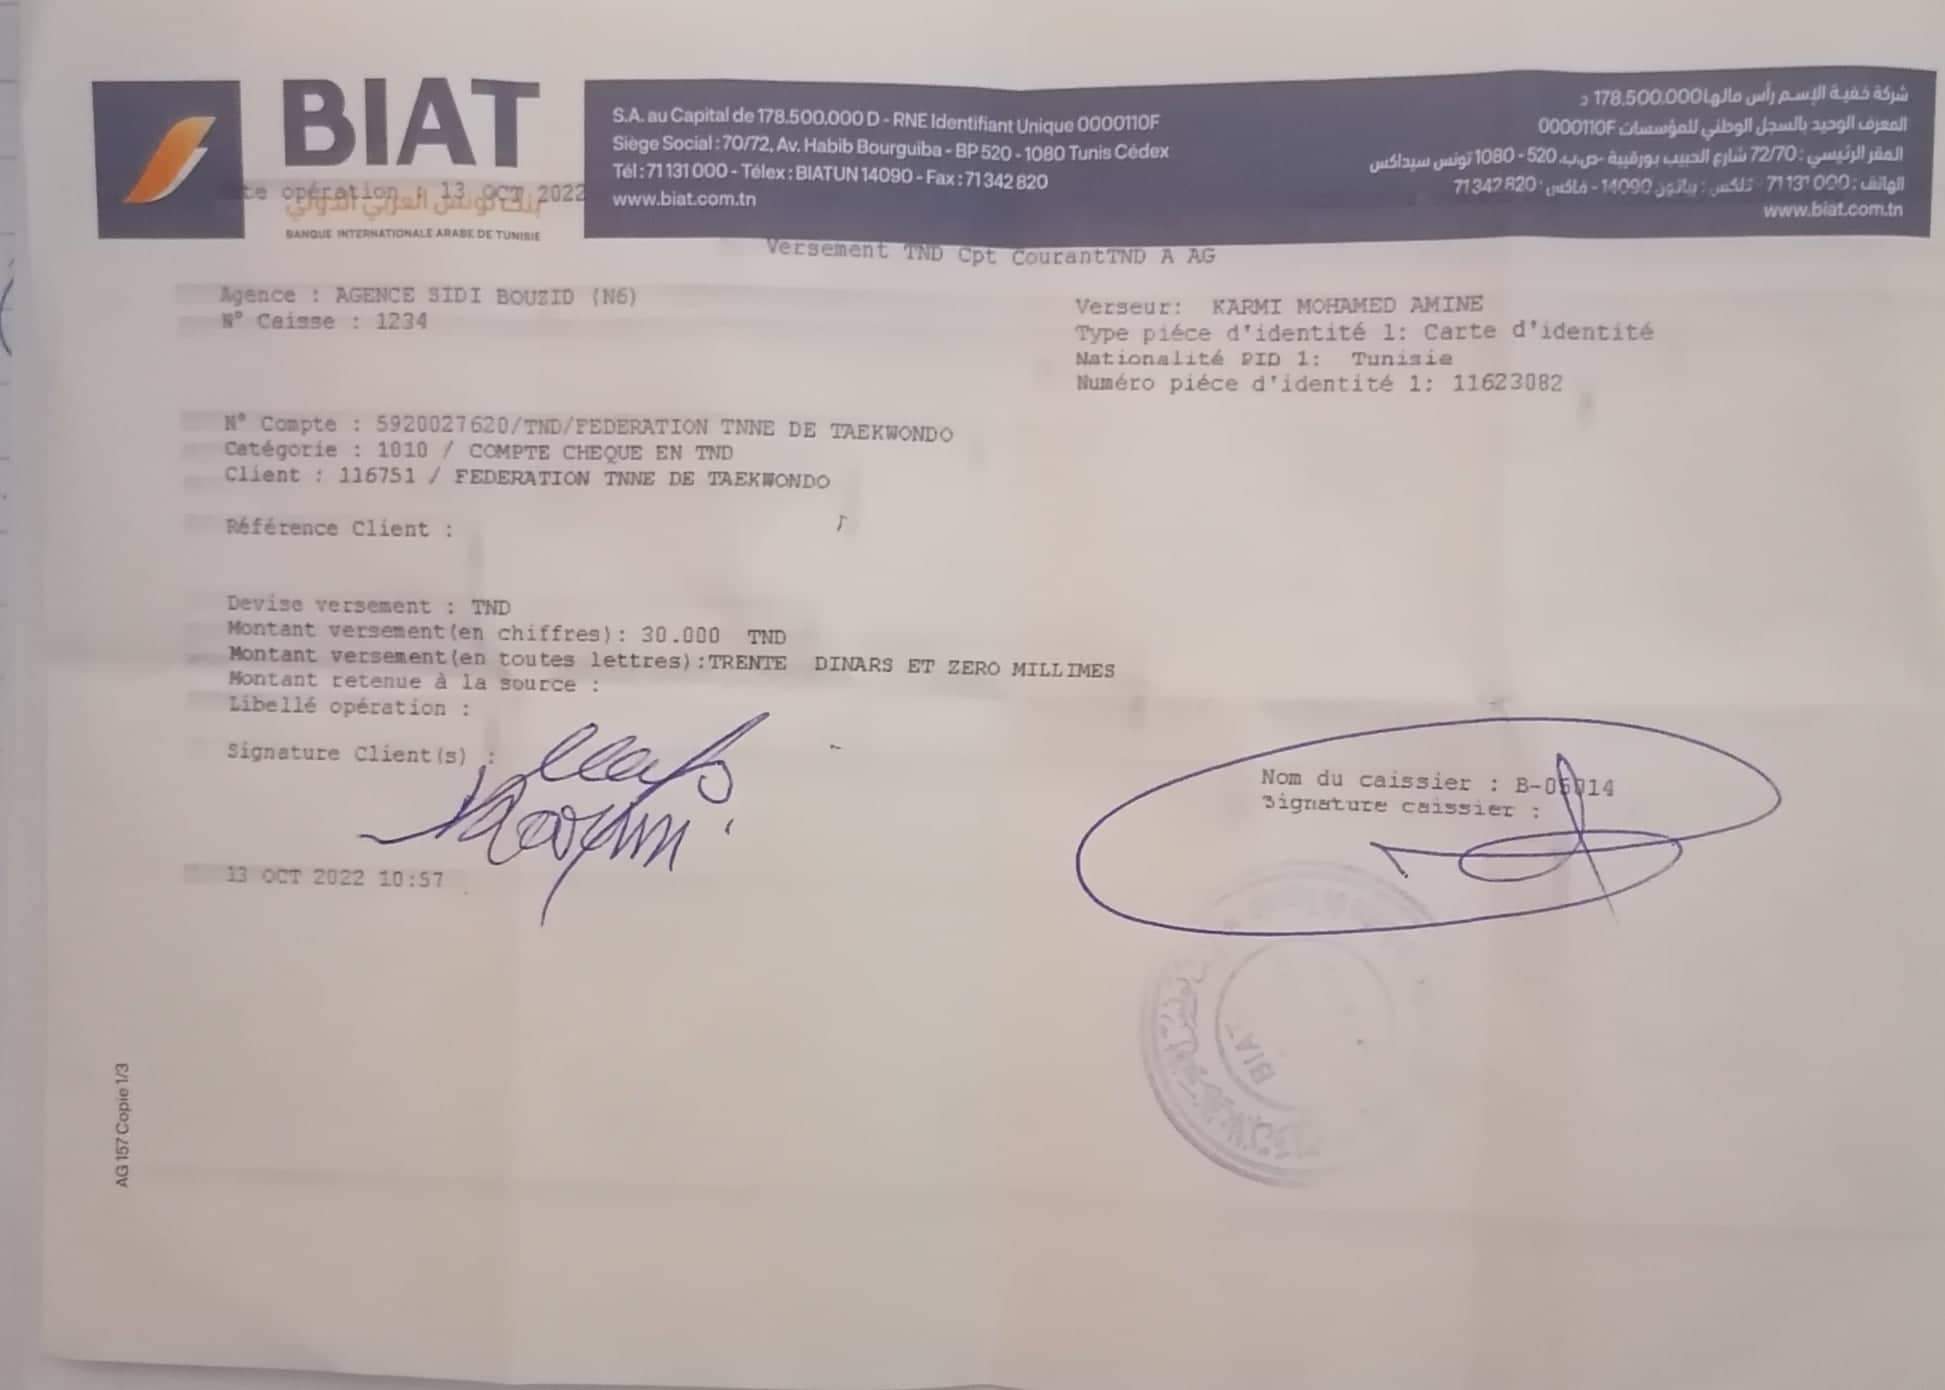 BIAT
بنك تونس العربي الدولي
BANQUE INTERNATIONALE ARABE DE TUNISIE
S.A. au Capital de 178.500.000 D - RNE Identifiant Unique 0000110F
Siège Social : 70/72, Av. Habib Bourguiba - BP 520 - 1080 Tunis Cédex
Tél : 71 131 000 - Télex : BIATUN 14090 - Fax : 71 342 820
www.biat.com.tn
شركة خفية الإسم رأس مالها 178.500.000 د
المعرف الوحيد بالسجل الوطني للمؤسسات 0000110F
المقر الرئيسي : 72/70 شارع الحبيب بورقيبة -ص.ب. 520 - 1080 تونس سيداكس
الهاتف : 000 131 71 - تلكس : بياتون 14090 - فاكس : 820 342 71
www.biat.com.tn
opération : 13 OCT 2022
Versement TND Cpt CourantTND A AG
Agence : AGENCE SIDI BOUZID (N6)
N° Caisse : 1234
Verseur: KARMI MOHAMED AMINE
Type piéce d'identité 1: Carte d'identité
Nationalité PID 1: Tunisie
Numéro piéce d'identité 1: 11623082
N° Compte : 5920027620/TND/FEDERATION TNNE DE TAEKWONDO
Catégorie : 1010 / COMPTE CHEQUE EN TND
Client : 116751 / FEDERATION TNNE DE TAEKWONDO
Référence Client :
Devise versement : TND
Montant versement(en chiffres): 30.000 TND
Montant versement(en toutes lettres):TRENTE DINARS ET ZERO MILLIMES
Montant retenue à la source :
Libellé opération :
Signature Client(s) :
Nom du caissier : B-05014
Signature caissier :
13 OCT 2022 10:57
BIAT
AG 157 Copie 1/3